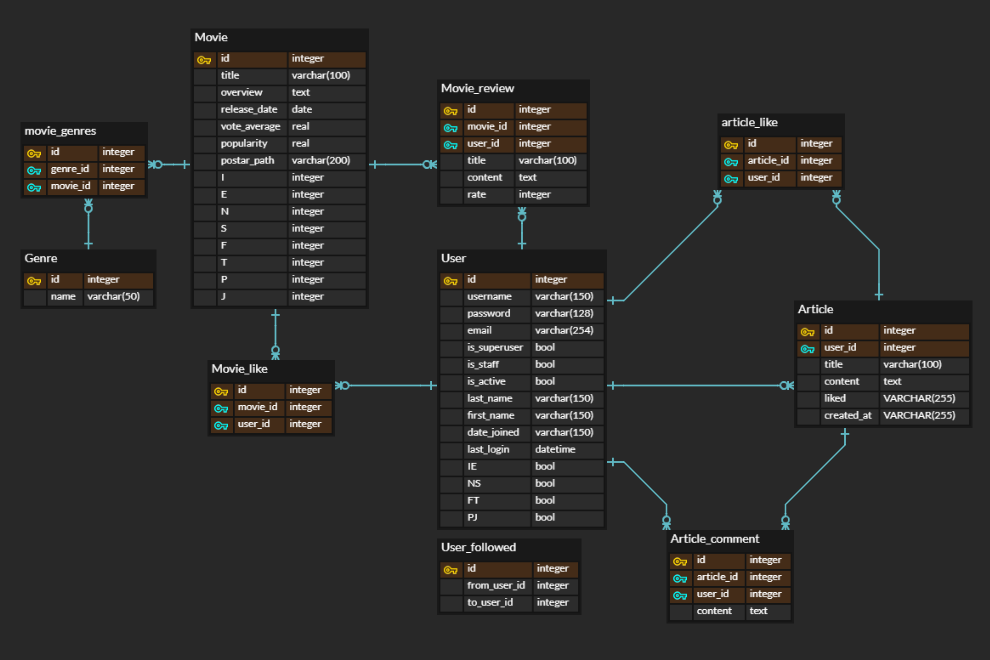 Movie
id integer
title varchar(100)
overview text
release_date date
vote_average real
popularity real
postar_path varchar(200)
I integer
E integer
N integer
S integer
F integer
T integer
P integer
J integer
Movie_review
id integer
movie_id integer
user_id integer
title varchar(100)
content text
rate integer
article_like
id integer
article_id integer
user_id integer
movie_genres
id integer
genre_id integer
movie_id integer
Genre
id integer
name varchar(50)
User
id integer
username varchar(150)
password varchar(128)
email varchar(254)
is_superuser bool
is_staff bool
is_active bool
last_name varchar(150)
first_name varchar(150)
date_joined varchar(150)
last_login datetime
IE bool
NS bool
FT bool
PJ bool
Article
id integer
user_id integer
title varchar(100)
content text
liked VARCHAR(255)
created_at VARCHAR(255)
Movie_like
id integer
movie_id integer
user_id integer
User_followed
id integer
from_user_id integer
to_user_id integer
Article_comment
id integer
article_id integer
user_id integer
content text